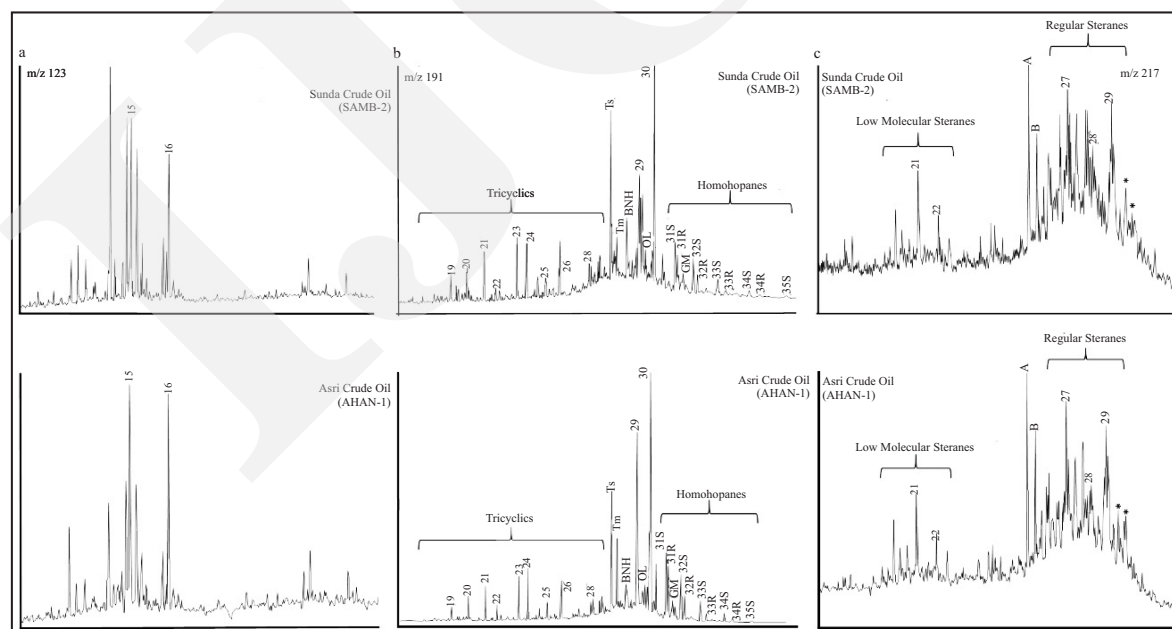 a
m/z 123
Sunda Crude Oil
(SAMB-2)
15
16
b
m/z 191
Sunda Crude Oil
(SAMB-2)
Tricyclics
Homohopanes
19
20
21
22
23
24
25
26
28
Ts
Tm
BNH
29
OL
30
31S
31R
GM
32S
32R
33S
33R
34S
34R
35S
c
Regular Steranes
m/z 217
Sunda Crude Oil
(SAMB-2)
Low Molecular Steranes
21
22
A
B
27
28
29
*
*
Asri Crude Oil
(AHAN-1)
15
16
Asri Crude Oil
(AHAN-1)
Tricyclics
Homohopanes
19
20
21
22
23
24
25
26
28
Ts
Tm
BNH
29
OL
30
31S
31R
GM
32S
32R
33S
33R
34S
34R
35S
Regular Steranes
Asri Crude Oil
(AHAN-1)
Low Molecular Steranes
21
22
A
B
27
28
29
*
*